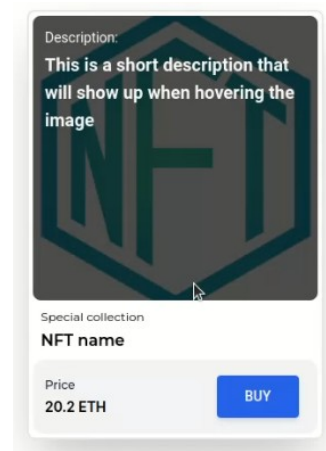 Description:
This is a short description that
will show up when hovering the
image
NFT
Special collection
NFT name
Price
20.2 ETH
BUY